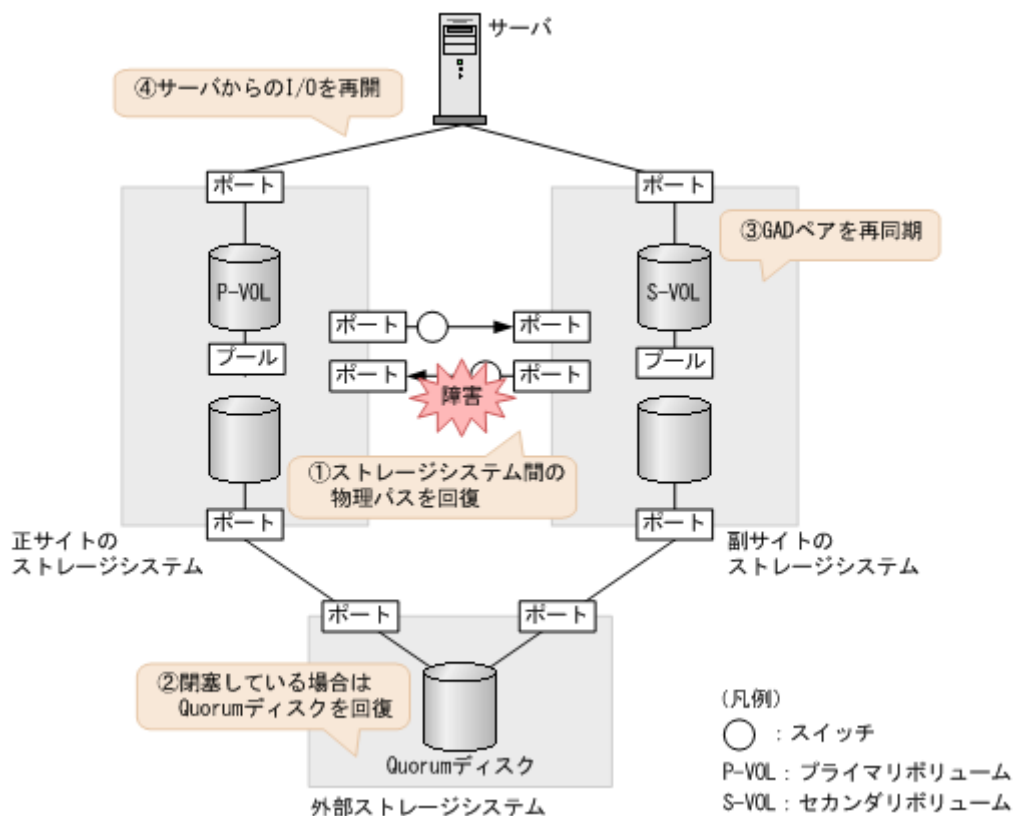 サーバ
④サーバからのI/Oを再開
ポート
ポート
③GADペアを再同期
P-VOL
S-VOL
ポート
ポート
プール
プール
ポート
ポート
障害
①ストレージシステム間の
物理パスを回復
ポート
ポート
正サイトの
ストレージシステム
副サイトの
ストレージシステム
ポート
ポート
②閉塞している場合は
Quorumディスクを回復
Quorumディスク
外部ストレージシステム
(凡例)
:スイッチ
P-VOL:プライマリボリューム
S-VOL:セカンダリボリューム